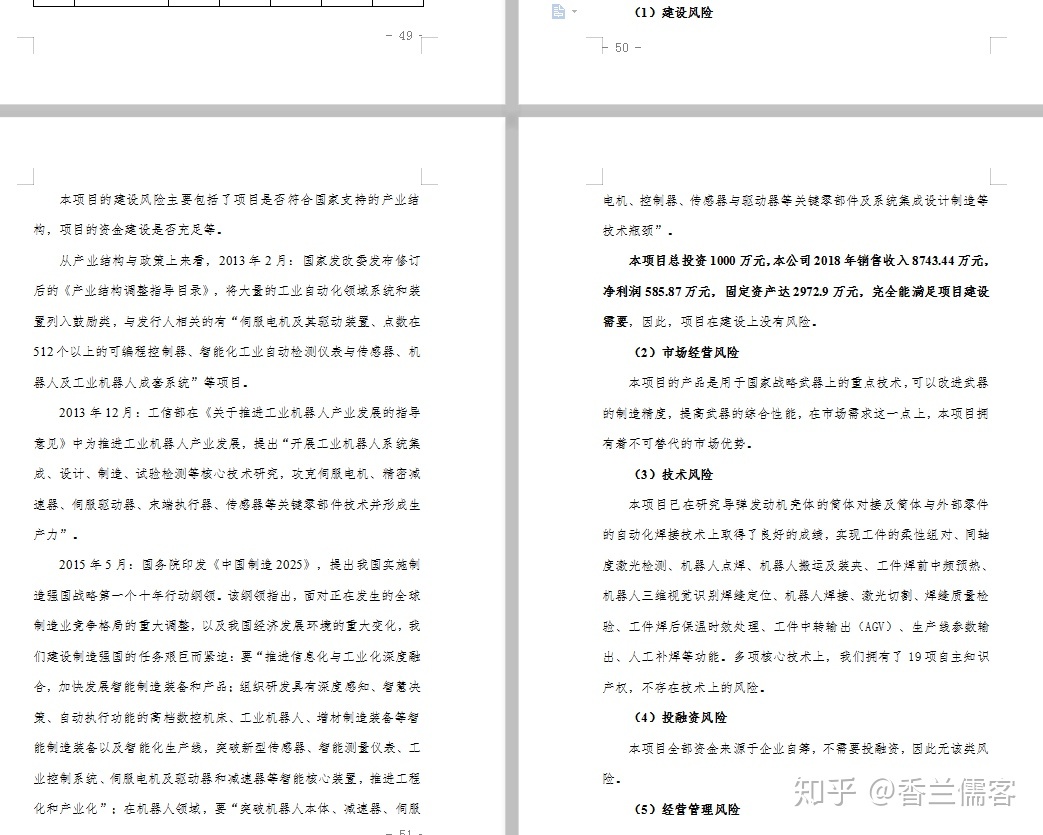 - 49 -
（1）建设风险
- 50 -
本项目的建设风险主要包括了项目是否符合国家支持的产业结
构，项目的资金建设是否充足等。
从产业结构与政策上来看，2013 年 2 月：国家发改委发布修订
后的《产业结构调整指导目录》，将大量的工业自动化领域系统和装
置列入鼓励类，与发行人相关的有“伺服电机及其驱动装置、点数在
512 个以上的可编程控制器、智能化工业自动检测仪表与传感器、机
器人及工业机器人成套系统”等项目。
2013 年 12 月：工信部在《关于推进工业机器人产业发展的指导
意见》中为推进工业机器人产业发展，提出“开展工业机器人系统集
成、设计、制造、试验检测等核心技术研究，攻克伺服电机、精密减
速器、伺服驱动器、末端执行器、传感器等关键零部件技术并形成生
产力”。
2015 年 5 月：国务院印发《中国制造 2025》，提出我国实施制
造强国战略第一个十年行动纲领。该纲领指出，面对正在发生的全球
制造业竞争格局的重大调整，以及我国经济发展环境的重大变化，我
们建设制造强国的任务艰巨而紧迫：要“推进信息化与工业化深度融
合，加快发展智能制造装备和产品；组织研发具有深度感知、智慧决
策、自动执行功能的高档数控机床、工业机器人、增材制造装备等智
能制造装备以及智能化生产线，突破新型传感器、智能测量仪表、工
业控制系统、伺服电机及驱动器和减速器等智能核心装置，推进工程
化和产业化”；在机器人领域，要“突破机器人本体、减速器、伺服
- 51 -
电机、控制器、传感器与驱动器等关键零部件及系统集成设计制造等
技术瓶颈”。
本项目总投资 1000 万元，本公司 2018 年销售收入 8743.44 万元，
净利润 585.87 万元，固定资产达 2972.9 万元，完全能满足项目建设
需要，因此，项目在建设上没有风险。
（2）市场经营风险
本项目的产品是用于国家战略武器上的重点技术，可以改进武器
的制造精度，提高武器的综合性能，在市场需求这一点上，本项目拥
有着不可替代的市场优势。
（3）技术风险
本项目已在研究导弹发动机壳体的筒体对接及筒体与外部零件
的自动化焊接技术上取得了良好的成绩，实现工件的柔性组对、同轴
度激光检测、机器人点焊、机器人搬运及装夹、工件焊前中频预热、
机器人三维视觉识别焊缝定位、机器人焊接、激光切割、焊缝质量检
验、工件焊后保温时效处理、工件中转输出（AGV）、生产线参数输
出、人工补焊等功能。多项核心技术上，我们拥有了 19 项自主知识
产权，不存在技术上的风险。
（4）投融资风险
本项目全部资金来源于企业自筹，不需要投融资，因此无该类风
险。
（5）经营管理风险
知乎 @香兰儒客